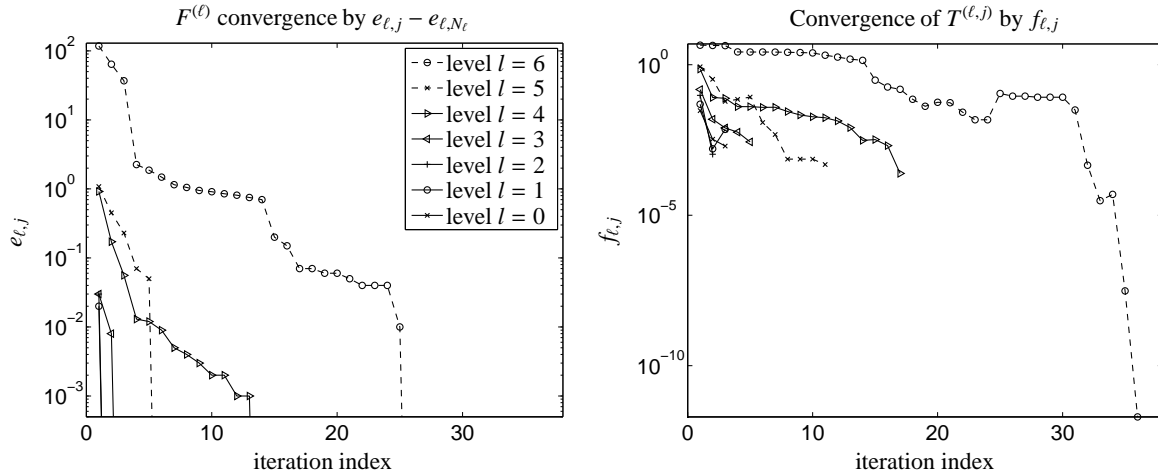 F^{(ℓ)} convergence by e_{ℓ,j} − e_{ℓ,N_ℓ}
10^2
10^1
10^0
10^{-1}
10^{-2}
10^{-3}
e_{ℓ,j}
level l = 6
level l = 5
level l = 4
level l = 3
level l = 2
level l = 1
level l = 0
0
10
20
30
iteration index
Convergence of T^{(ℓ,j)} by f_{ℓ,j}
10^0
10^{-5}
10^{-10}
f_{ℓ,j}
0
10
20
30
iteration index